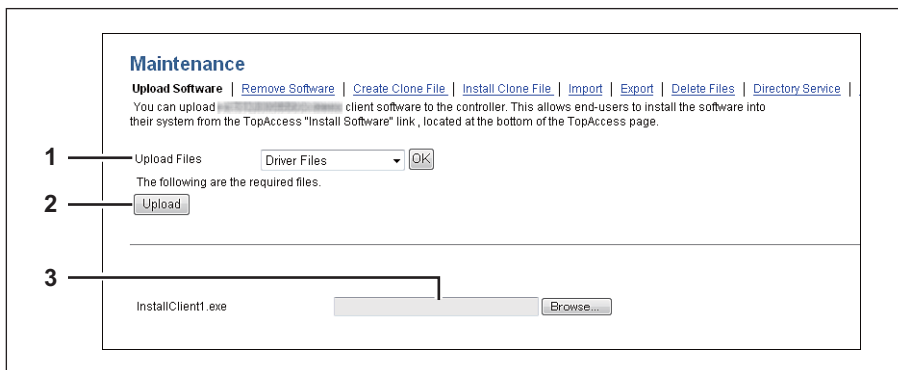 Maintenance
Upload Software | Remove Software | Create Clone File | Install Clone File | Import | Export | Delete Files | Directory Service |
You can upload client software to the controller. This allows end-users to install the software into
their system from the TopAccess "Install Software" link , located at the bottom of the TopAccess page.
1 Upload Files Driver Files OK
The following are the required files.
2 Upload
3
InstallClient1.exe Browse...